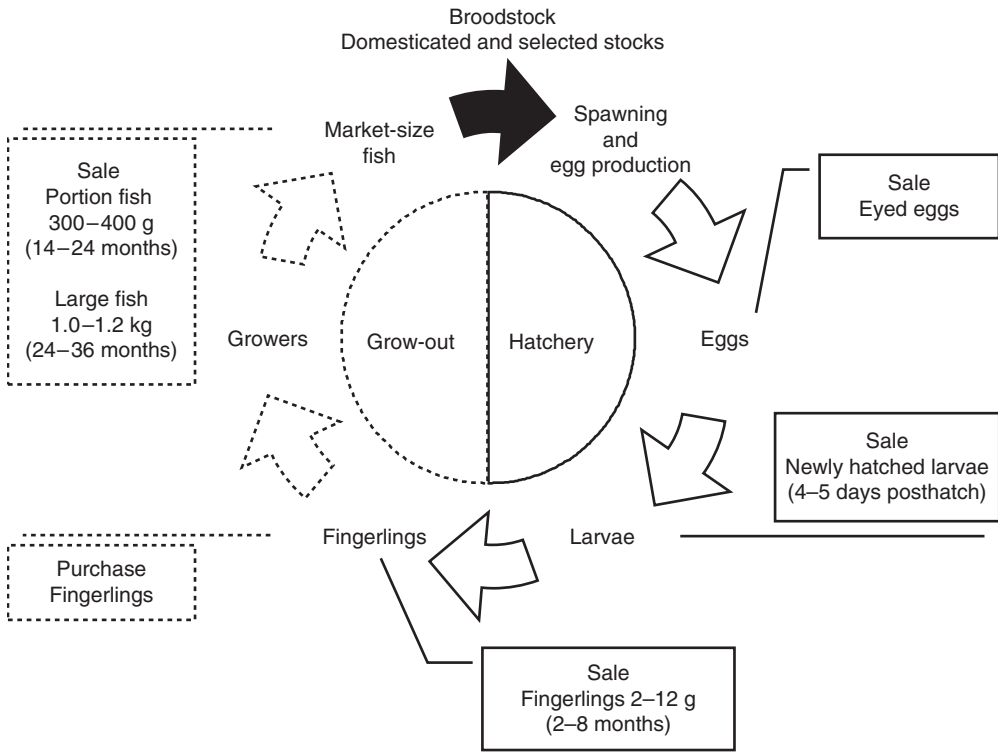 Broodstock
Domesticated and selected stocks
Market-size
fish
Spawning
and
egg production
Sale
Portion fish
300–400 g
(14–24 months)
Large fish
1.0–1.2 kg
(24–36 months)
Sale
Eyed eggs
Growers
Grow-out
Hatchery
Eggs
Sale
Newly hatched larvae
(4–5 days posthatch)
Fingerlings
Larvae
Purchase
Fingerlings
Sale
Fingerlings 2–12 g
(2–8 months)